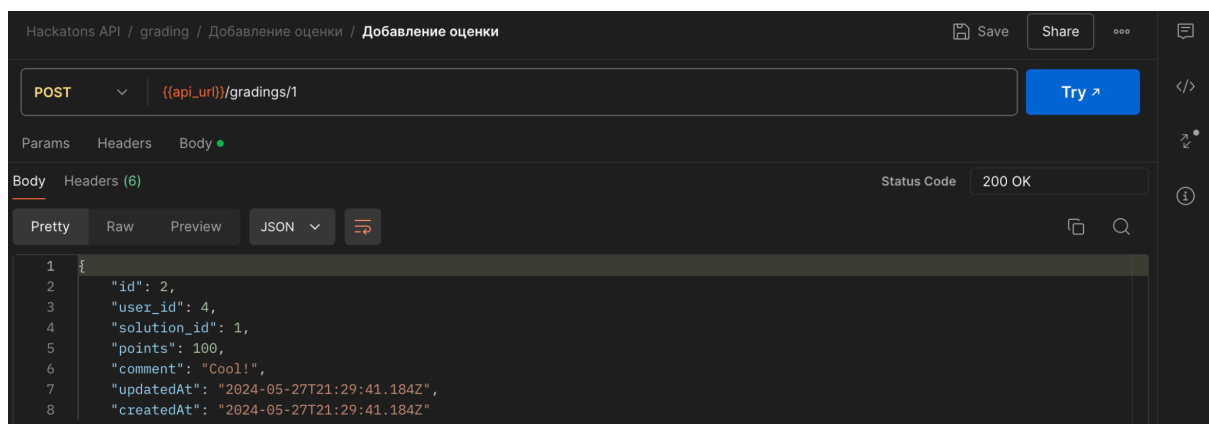 Hackatons API / grading / Добавление оценки / Добавление оценки Save Share
POST {{api_url}}/gradings/1 Try
Params Headers Body
Body Headers (6) Status Code 200 OK
Pretty Raw Preview JSON
1 {
2 "id": 2,
3 "user_id": 4,
4 "solution_id": 1,
5 "points": 100,
6 "comment": "Cool!",
7 "updatedAt": "2024-05-27T21:29:41.184Z",
8 "createdAt": "2024-05-27T21:29:41.184Z"